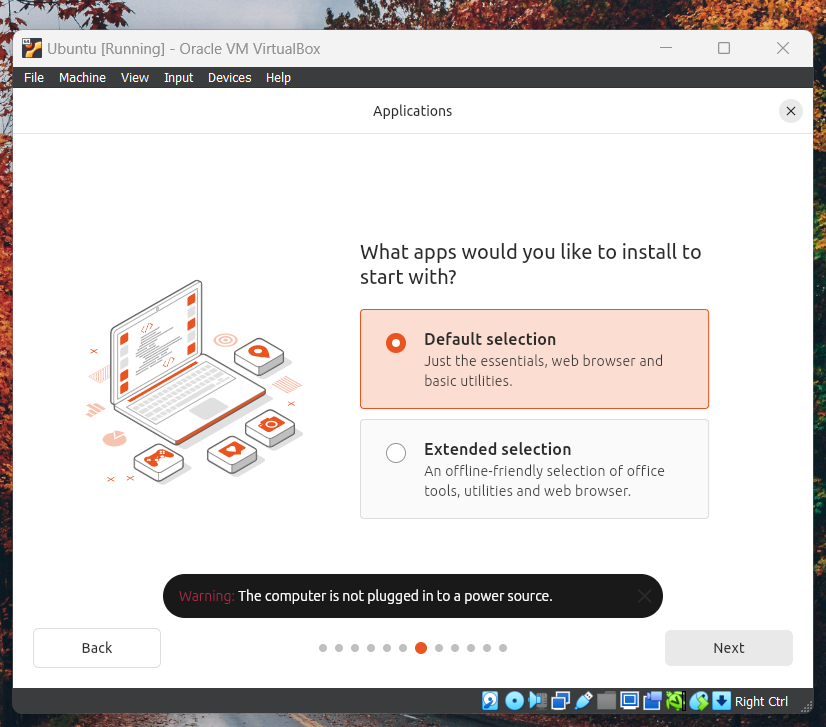 Ubuntu [Running] - Oracle VM VirtualBox
File Machine View Input Devices Help
Applications
What apps would you like to install to
start with?
Default selection
Just the essentials, web browser and
basic utilities.
Extended selection
An offline-friendly selection of office
tools, utilities and web browser.
Warning: The computer is not plugged in to a power source.
Back
Next
Right Ctrl